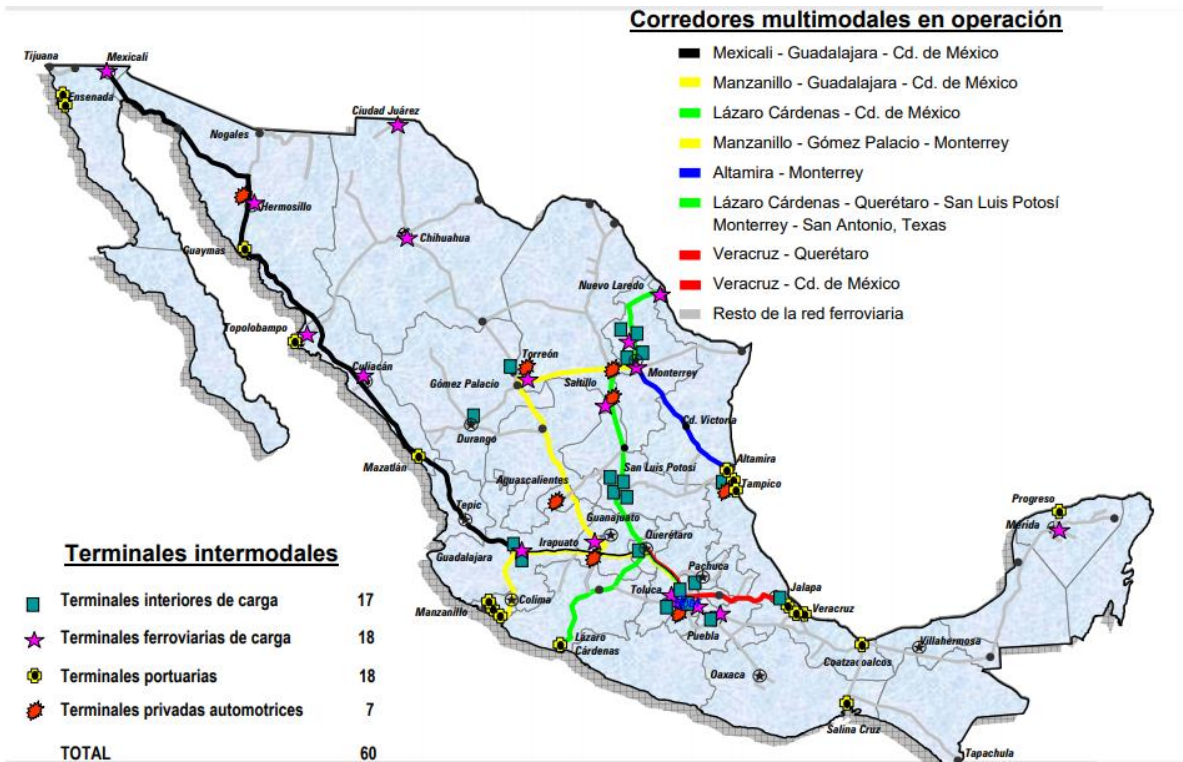 Corredores multimodales en operación
Mexicali - Guadalajara - Cd. de México
Manzanillo - Guadalajara - Cd. de México
Lázaro Cárdenas - Cd. de México
Manzanillo - Gómez Palacio - Monterrey
Altamira - Monterrey
Lázaro Cárdenas - Querétaro - San Luis Potosí
Monterrey - San Antonio, Texas
Veracruz - Querétaro
Veracruz - Cd. de México
Resto de la red ferroviaria
Tijuana
Mexicali
Ensenada
Nogales
Ciudad Juárez
Hermosillo
Chihuahua
Guaymas
Nuevo Laredo
Topolobampo
Torreón
Culiacán
Gómez Palacio
Saltillo
Monterrey
Durango
Cd. Victoria
Mazatlán
San Luis Potosí
Altamira
Aguascalientes
Tampico
Tepic
Guanajuato
Progreso
Mérida
Guadalajara
Irapuato
Querétaro
Pachuca
Toluca
Jalapa
Colima
Manzanillo
Veracruz
Puebla
Lázaro
Cárdenas
Villahermosa
Coatzacoalcos
Oaxaca
Salina Cruz
Tapachula
Terminales intermodales
Terminales interiores de carga 17
Terminales ferroviarias de carga 18
Terminales portuarias 18
Terminales privadas automotrices 7
TOTAL 60